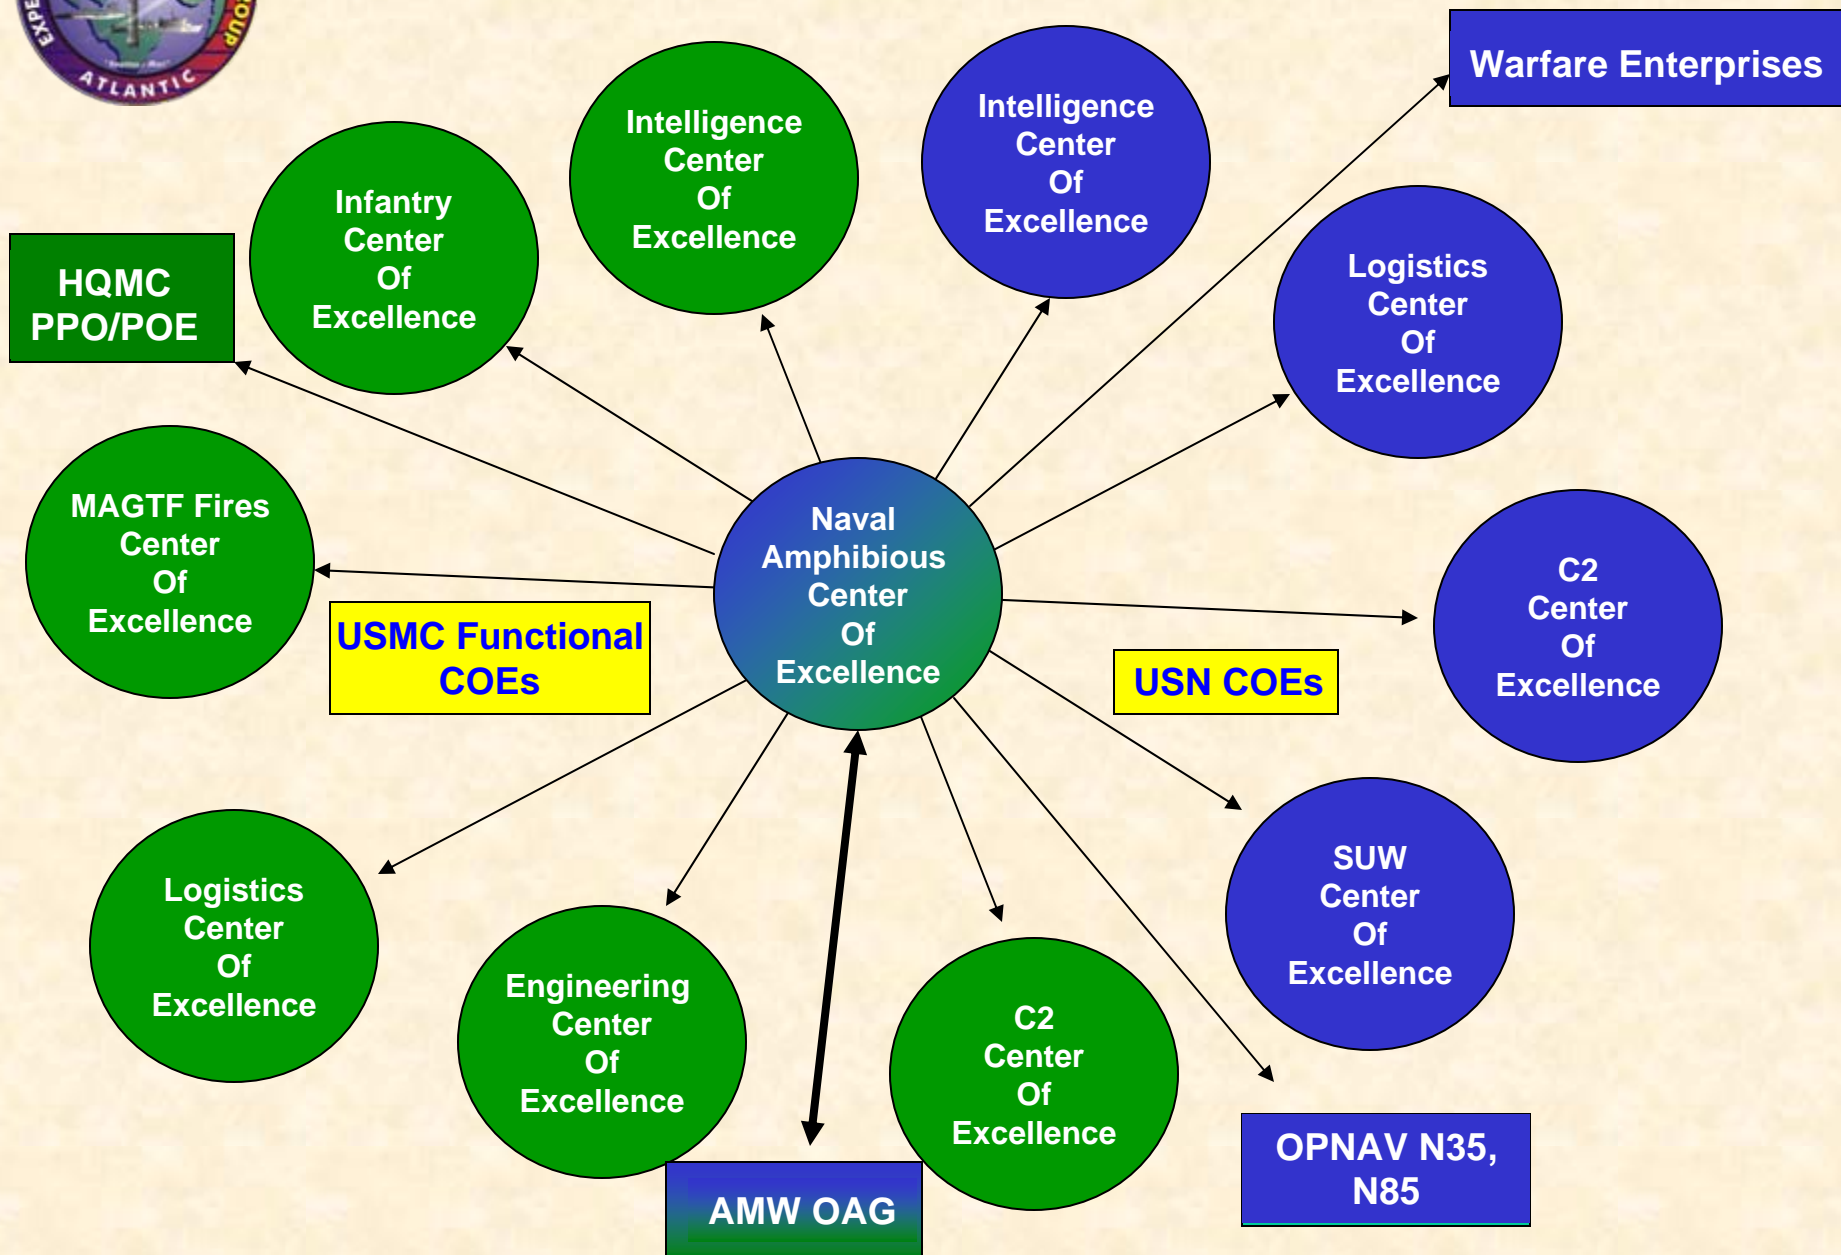 EXPE
ROUP
ATLANTIC
Warfare Enterprises
Intelligence
Center
Of
Excellence
Intelligence
Center
Of
Excellence
Infantry
Center
Of
Excellence
HQMC
PPO/POE
Logistics
Center
Of
Excellence
MAGTF Fires
Center
Of
Excellence
Naval
Amphibious
Center
Of
Excellence
C2
Center
Of
Excellence
USMC Functional
COEs
USN COEs
SUW
Center
Of
Excellence
Logistics
Center
Of
Excellence
Engineering
Center
Of
Excellence
C2
Center
Of
Excellence
OPNAV N35,
N85
AMW OAG